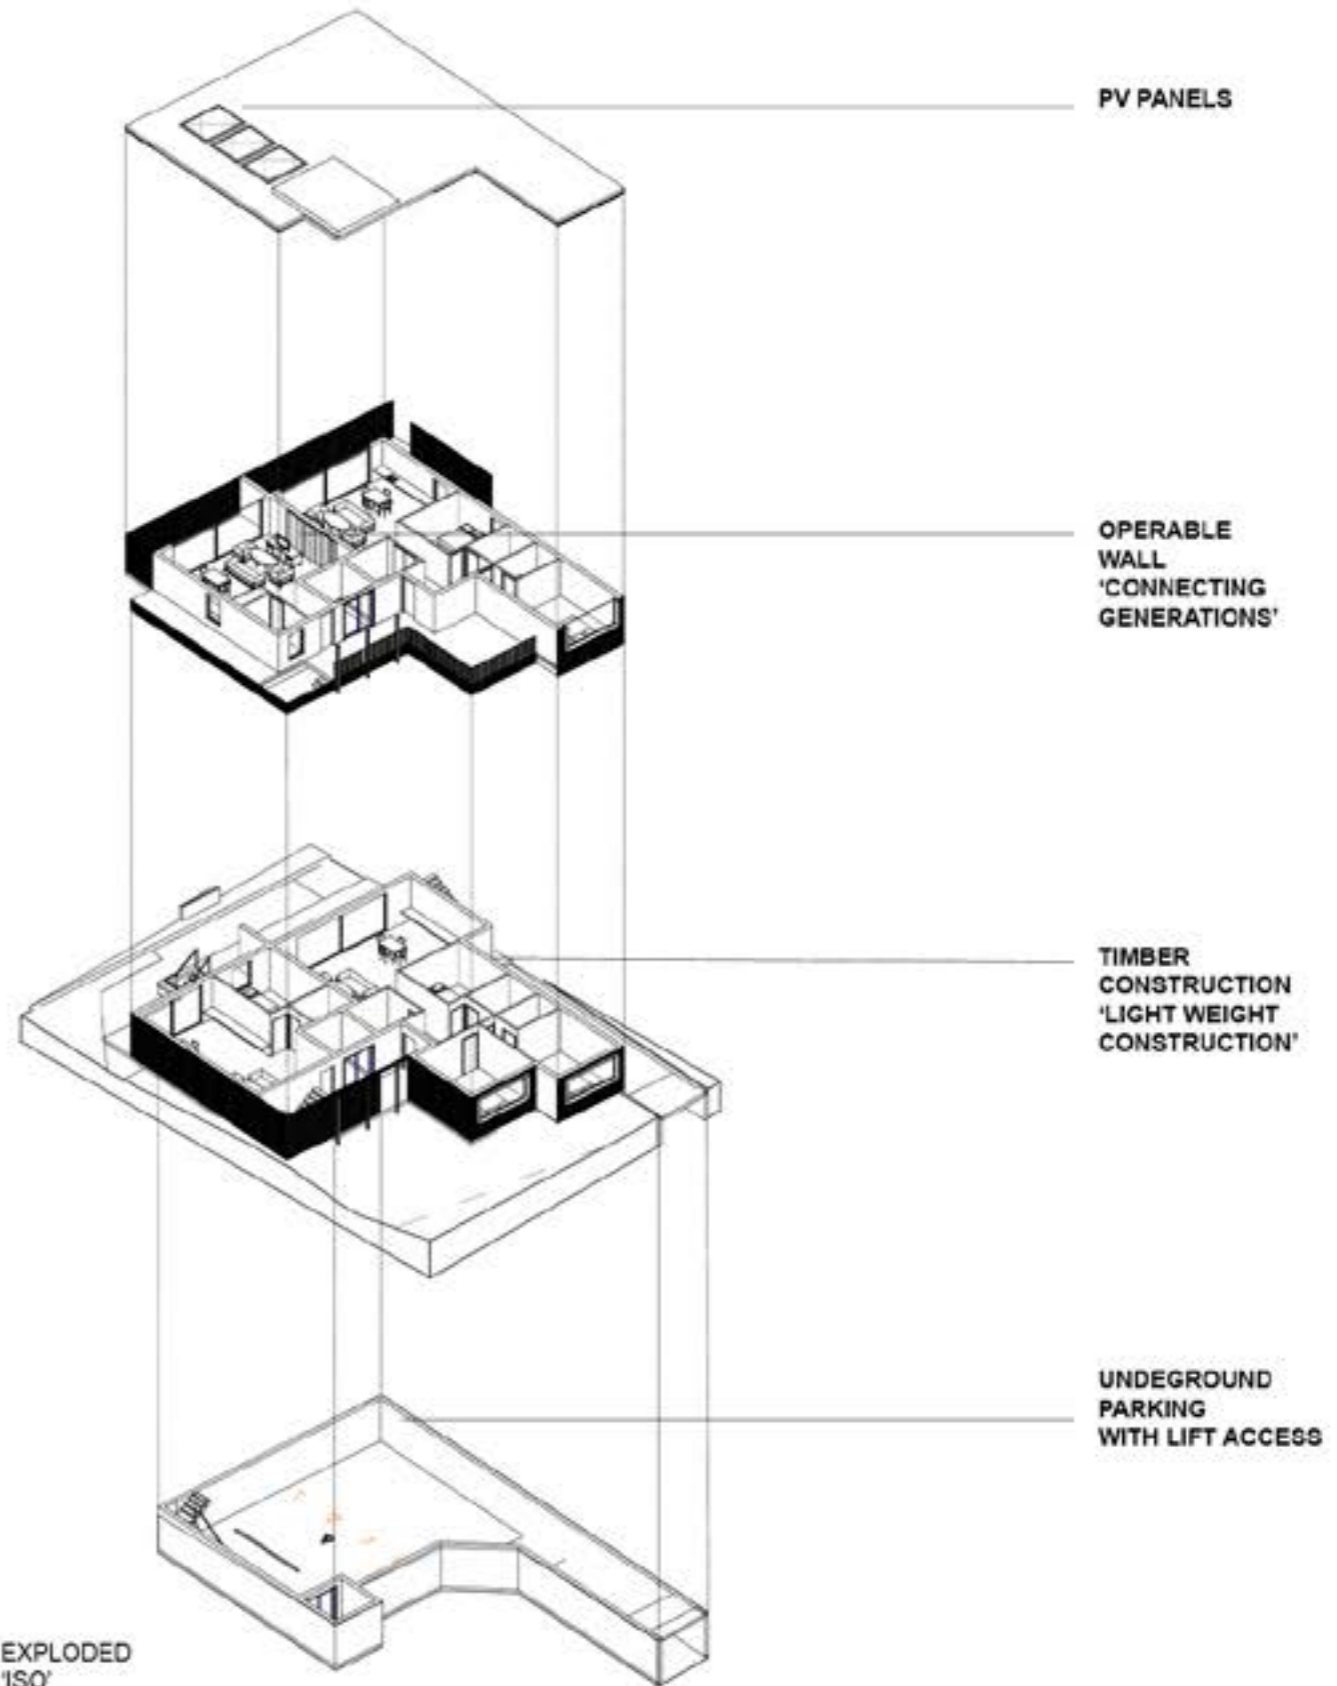 PV PANELS
OPERABLE
WALL
‘CONNECTING
GENERATIONS’
TIMBER
CONSTRUCTION
‘LIGHT WEIGHT
CONSTRUCTION’
UNDEGROUND
PARKING
WITH LIFT ACCESS
EXPLODED
‘ISO’